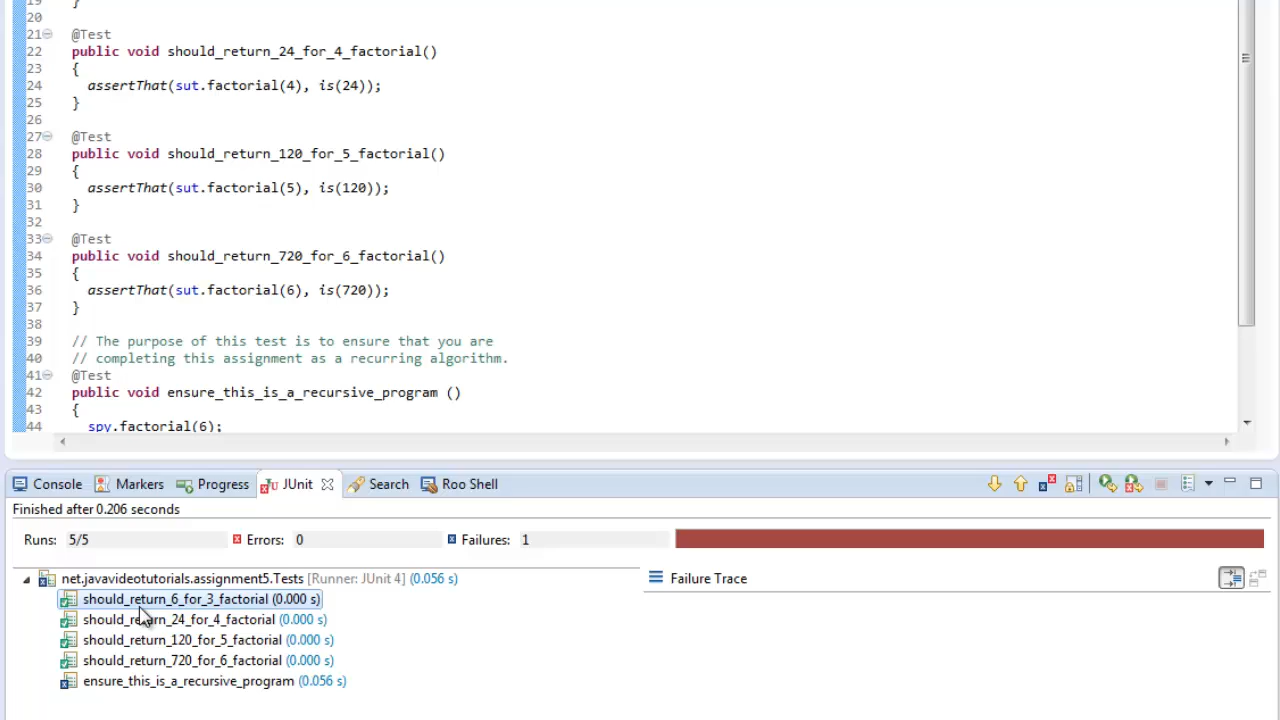 19 }
20
21 @Test
22 public void should_return_24_for_4_factorial()
23 {
24 assertThat(sut.factorial(4), is(24));
25 }
26
27 @Test
28 public void should_return_120_for_5_factorial()
29 {
30 assertThat(sut.factorial(5), is(120));
31 }
32
33 @Test
34 public void should_return_720_for_6_factorial()
35 {
36 assertThat(sut.factorial(6), is(720));
37 }
38
39 // The purpose of this test is to ensure that you are
40 // completing this assignment as a recurring algorithm.
41 @Test
42 public void ensure_this_is_a_recursive_program ()
43 {
44 spy.factorial(6);
Console Markers Progress JUnit Search Roo Shell
Finished after 0.206 seconds
Runs: 5/5 Errors: 0 Failures: 1
net.javavideotutorials.assignment5.Tests [Runner: JUnit 4] (0.056 s)
Failure Trace
should_return_6_for_3_factorial (0.000 s)
should_return_24_for_4_factorial (0.000 s)
should_return_120_for_5_factorial (0.000 s)
should_return_720_for_6_factorial (0.000 s)
ensure_this_is_a_recursive_program (0.056 s)